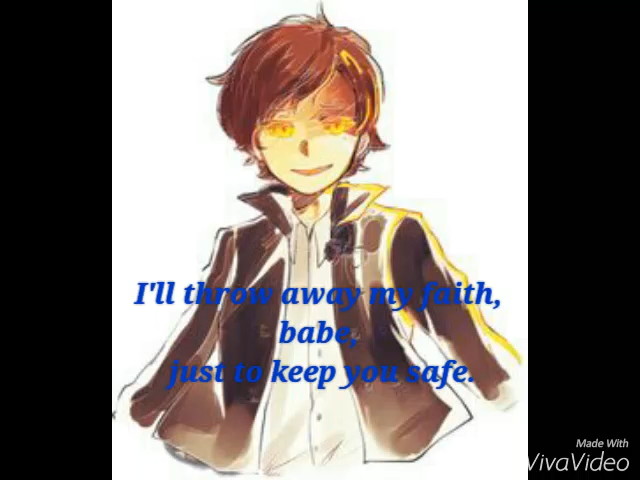 I'll throw away my faith,
babe,
just to keep you safe.
Made With
VivaVideo